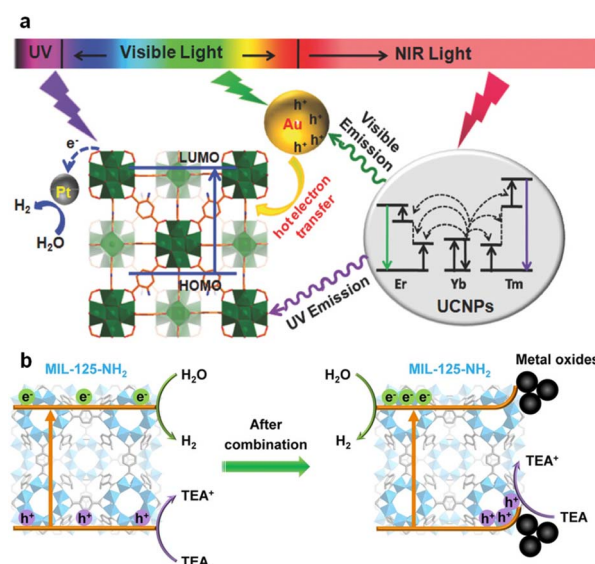 a
UV
Visible Light
NIR Light
e-
Pt
H2
H2O
LUMO
HOMO
h+
h+
Au
h+
h+
h+
hot electron
transfer
Visible
Emission
UV Emission
Er
Yb
Tm
UCNPs
b
MIL-125-NH2
e-
e-
e-
H2O
H2
h+
h+
h+
TEA+
TEA
After
combination
MIL-125-NH2
Metal oxides
H2O
e-
e-
e-
H2
TEA+
h+
h+
h+
TEA